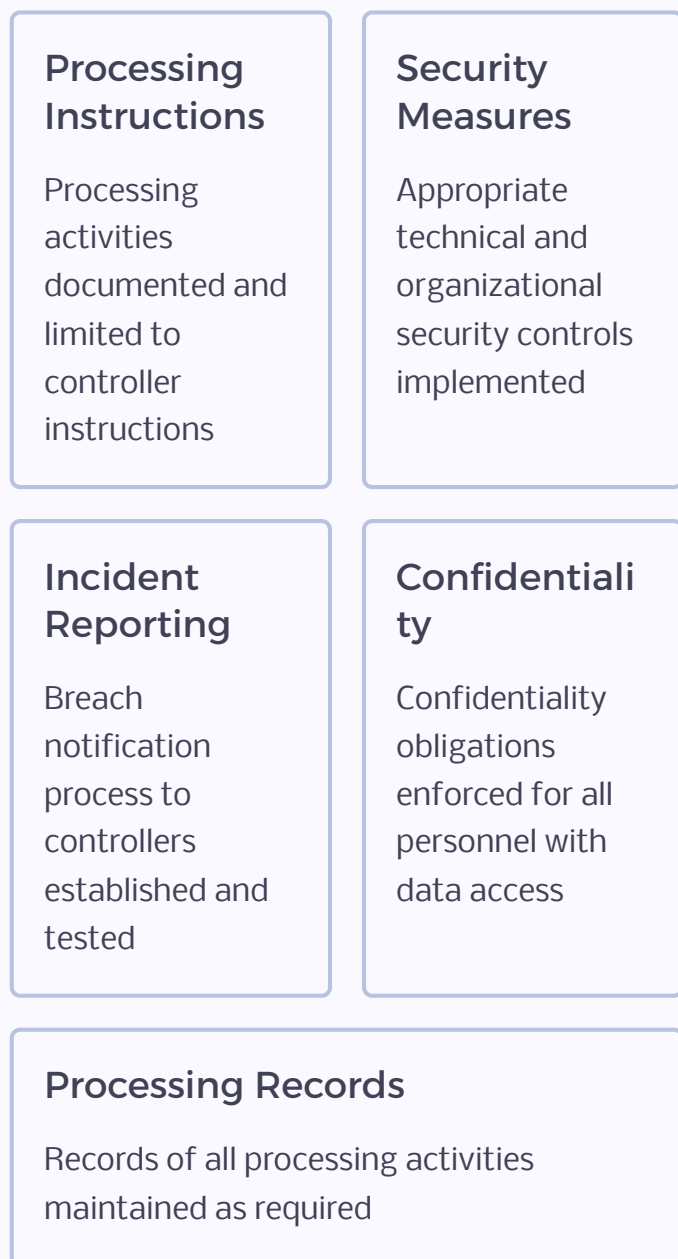 Processing
Instructions
Processing
activities
documented and
limited to
controller
instructions
Security
Measures
Appropriate
technical and
organizational
security controls
implemented
Incident
Reporting
Breach
notification
process to
controllers
established and
tested
Confidentiali
ty
Confidentiality
obligations
enforced for all
personnel with
data access
Processing Records
Records of all processing activities
maintained as required